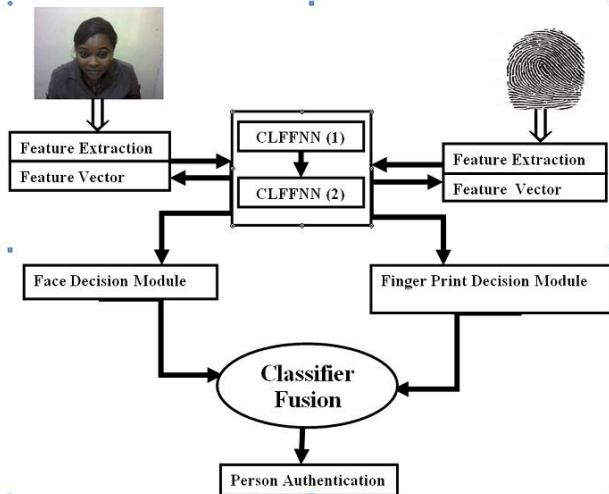 CLFFNN (1)
Feature Extraction
Feature Vector
CLFFNN (2)
Feature Extraction
Feature Vector
Face Decision Module
Finger Print Decision Module
Classifier
Fusion
Person Authentication